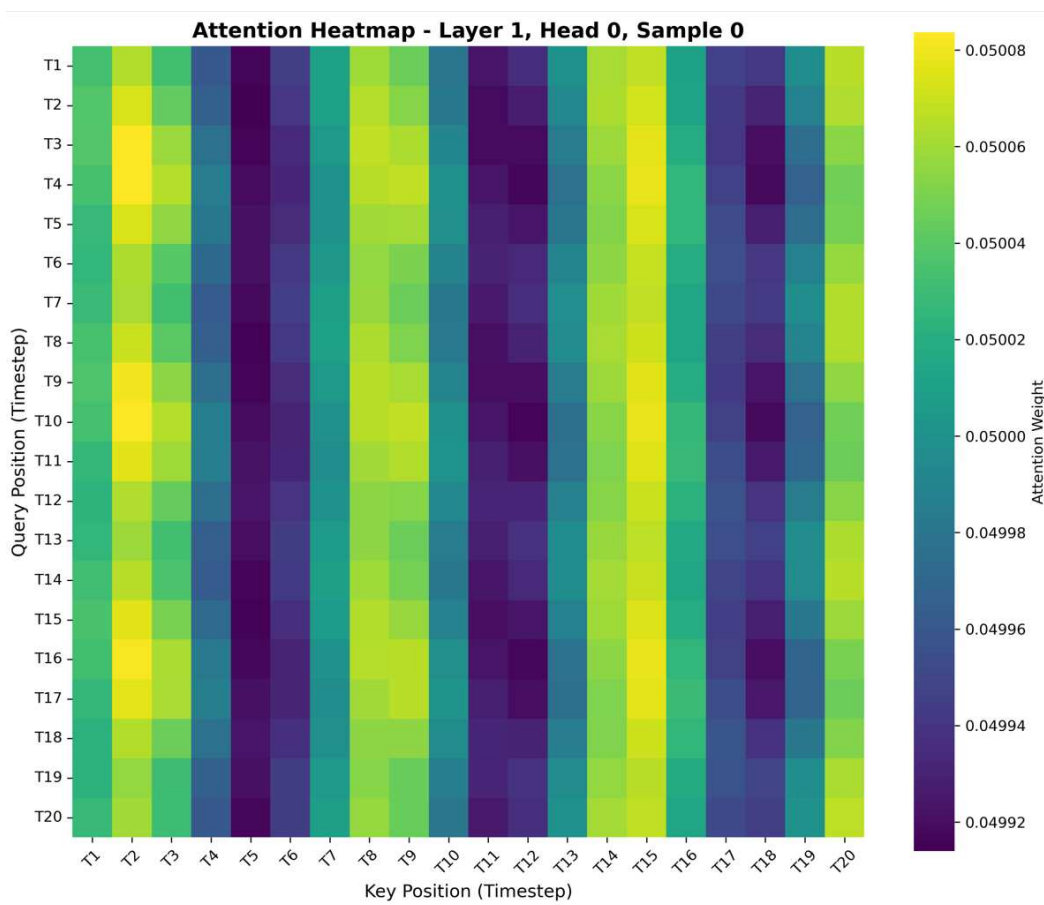 Attention Heatmap - Layer 1, Head 0, Sample 0
Query Position (Timestep)
T1
T2
T3
T4
T5
T6
T7
T8
T9
T10
T11
T12
T13
T14
T15
T16
T17
T18
T19
T20
T1 T2 T3 T4 T5 T6 T7 T8 T9 T10 T11 T12 T13 T14 T15 T16 T17 T18 T19 T20
Key Position (Timestep)
0.05008
0.05006
0.05004
0.05002
0.05000
0.04998
0.04996
0.04994
0.04992
Attention Weight